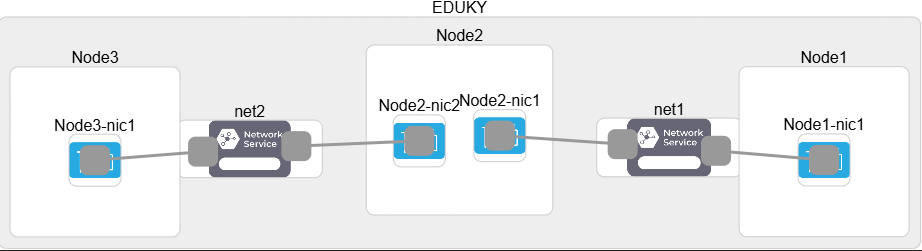 EDUKY
Node3
Node2
Node1
Node3-nic1
net2
Network
Service
Node2-nic2
Node2-nic1
net1
Network
Service
Node1-nic1